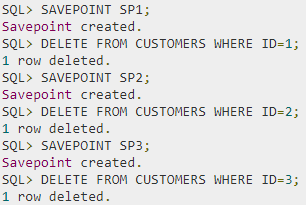 SQL> SAVEPOINT SP1;
Savepoint created.
SQL> DELETE FROM CUSTOMERS WHERE ID=1;
1 row deleted.
SQL> SAVEPOINT SP2;
Savepoint created.
SQL> DELETE FROM CUSTOMERS WHERE ID=2;
1 row deleted.
SQL> SAVEPOINT SP3;
Savepoint created.
SQL> DELETE FROM CUSTOMERS WHERE ID=3;
1 row deleted.